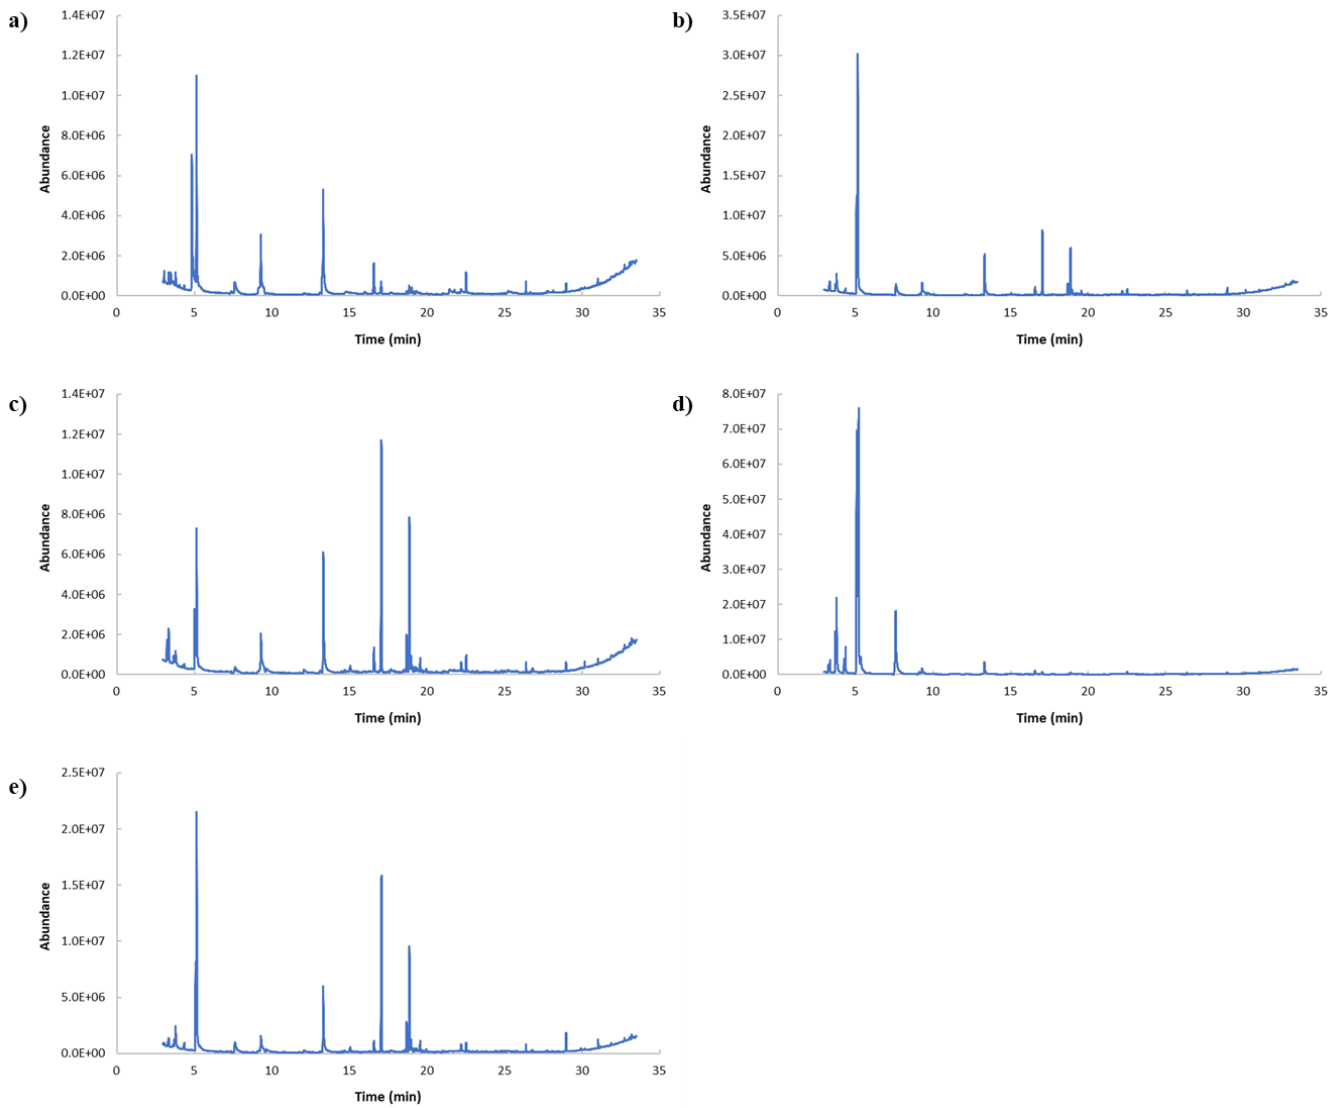 a)
1.4E+07
1.2E+07
1.0E+07
8.0E+06
6.0E+06
4.0E+06
2.0E+06
0.0E+00
Abundance
0 5 10 15 20 25 30 35
Time (min)
b)
3.5E+07
3.0E+07
2.5E+07
2.0E+07
1.5E+07
1.0E+07
5.0E+06
0.0E+00
Abundance
0 5 10 15 20 25 30 35
Time (min)
c)
1.4E+07
1.2E+07
1.0E+07
8.0E+06
6.0E+06
4.0E+06
2.0E+06
0.0E+00
Abundance
0 5 10 15 20 25 30 35
Time (min)
d)
8.0E+07
7.0E+07
6.0E+07
5.0E+07
4.0E+07
3.0E+07
2.0E+07
1.0E+07
0.0E+00
Abundance
0 5 10 15 20 25 30 35
Time (min)
e)
2.5E+07
2.0E+07
1.5E+07
1.0E+07
5.0E+06
0.0E+00
Abundance
0 5 10 15 20 25 30 35
Time (min)